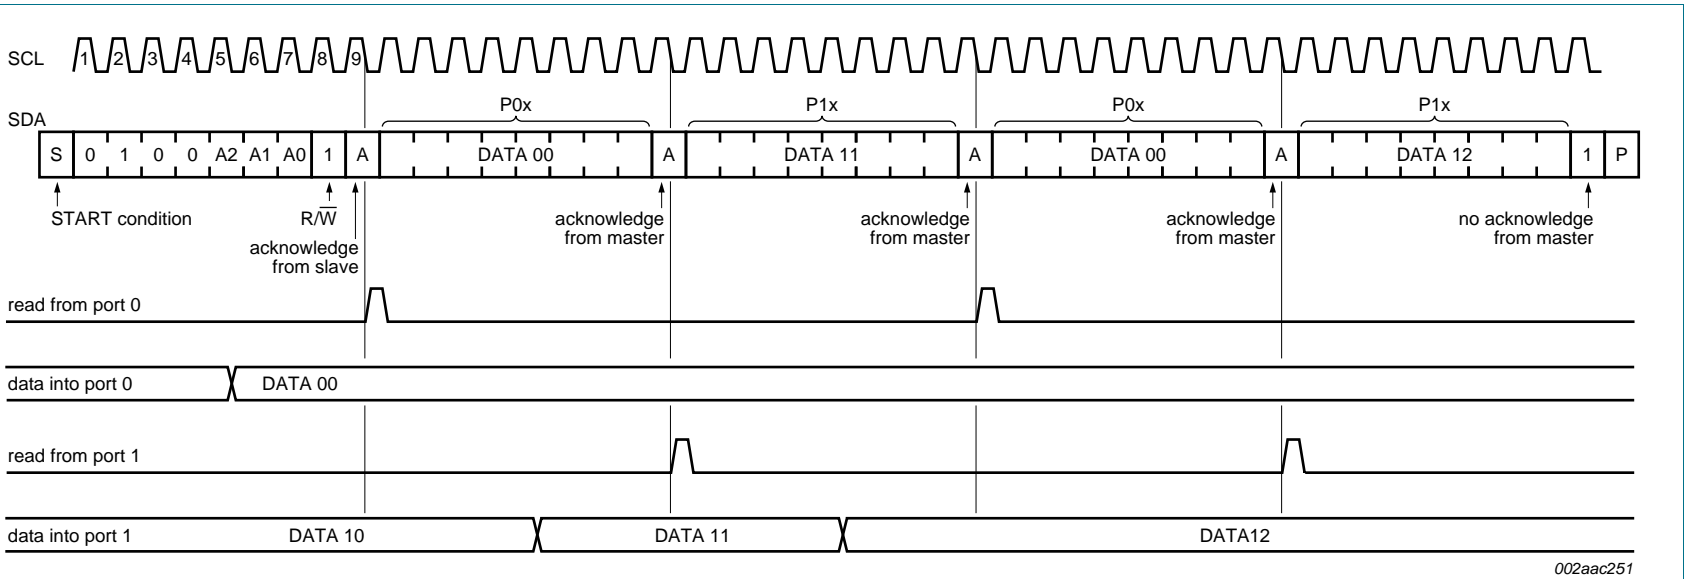 SCL 1 2 3 4 5 6 7 8 9
P0x P1x P0x P1x
SDA
S 0 1 0 0 A2 A1 A0 1 A DATA 00 A DATA 11 A DATA 00 A DATA 12 1 P
START condition R/W̅ acknowledge acknowledge acknowledge no acknowledge
from master from master from master from master
acknowledge
from slave
read from port 0
data into port 0 DATA 00
read from port 1
data into port 1 DATA 10 DATA 11 DATA12
002aac251